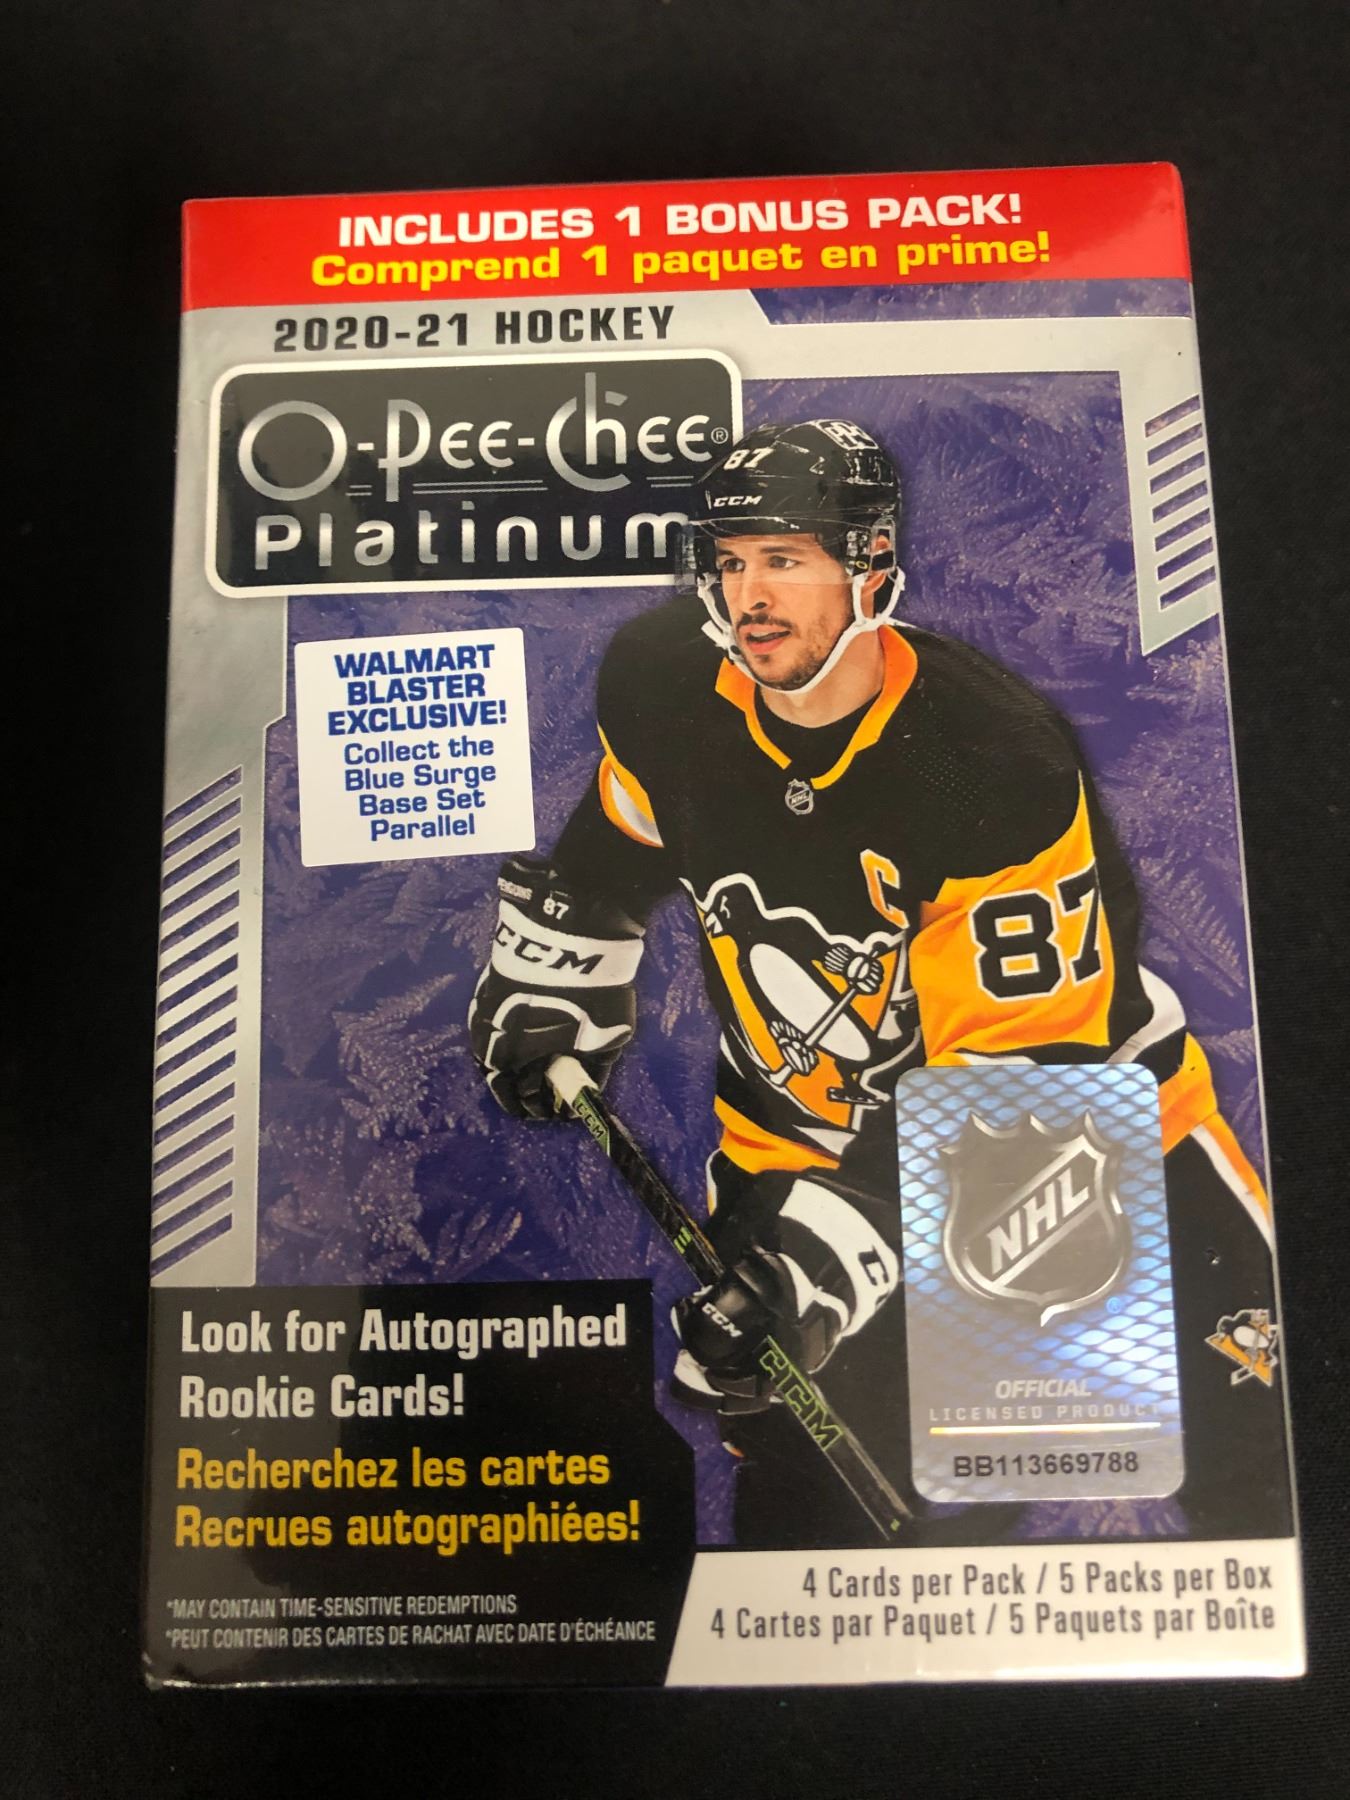 INCLUDES 1 BONUS PACK!
Comprend 1 paquet en prime!
2020-21 HOCKEY
O-PEE-CHEE®
Platinum
87
CCM
WALMART
BLASTER
EXCLUSIVE!
Collect the
Blue Surge
Base Set
Parallel
NHL
C
87
87
CCM
CCM
NHL
®
CCM
CCM
OFFICIAL
LICENSED PRODUCT
BB113669788
Look for Autographed
Rookie Cards!
Recherchez les cartes
Recrues autographiées!
*MAY CONTAIN TIME-SENSITIVE REDEMPTIONS
*PEUT CONTENIR DES CARTES DE RACHAT AVEC DATE D'ÉCHÉANCE
4 Cards per Pack / 5 Packs per Box
4 Cartes par Paquet / 5 Paquets par Boîte